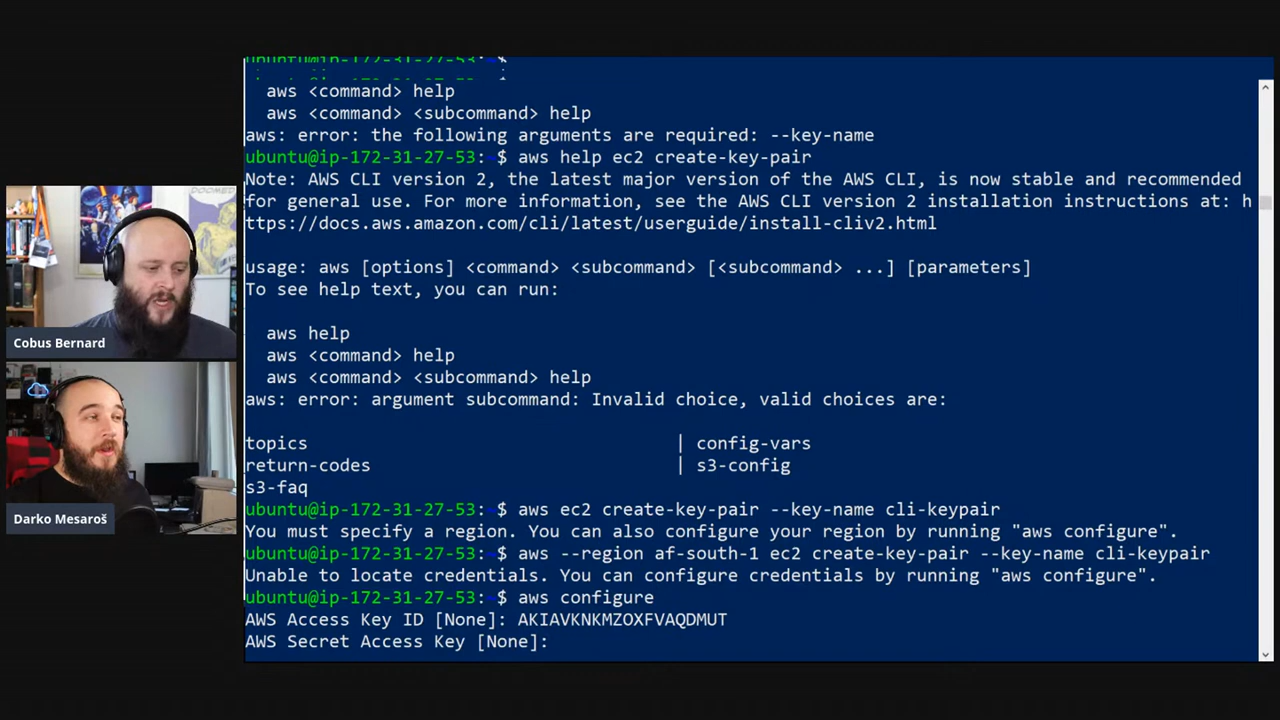 ubuntu@ip-172-31-27-53:~$
aws <command> help
aws <command> <subcommand> help
aws: error: the following arguments are required: --key-name
ubuntu@ip-172-31-27-53:~$ aws help ec2 create-key-pair
Note: AWS CLI version 2, the latest major version of the AWS CLI, is now stable and recommended
for general use. For more information, see the AWS CLI version 2 installation instructions at: h
ttps://docs.aws.amazon.com/cli/latest/userguide/install-cliv2.html
usage: aws [options] <command> <subcommand> [<subcommand> ...] [parameters]
To see help text, you can run:
aws help
aws <command> help
aws <command> <subcommand> help
aws: error: argument subcommand: Invalid choice, valid choices are:
topics | config-vars
return-codes | s3-config
s3-faq
ubuntu@ip-172-31-27-53:~$ aws ec2 create-key-pair --key-name cli-keypair
You must specify a region. You can also configure your region by running "aws configure".
ubuntu@ip-172-31-27-53:~$ aws --region af-south-1 ec2 create-key-pair --key-name cli-keypair
Unable to locate credentials. You can configure credentials by running "aws configure".
ubuntu@ip-172-31-27-53:~$ aws configure
AWS Access Key ID [None]: AKIAVKNKMZOXFVAQDMUT
AWS Secret Access Key [None]:
Cobus Bernard
Darko Mesaroš